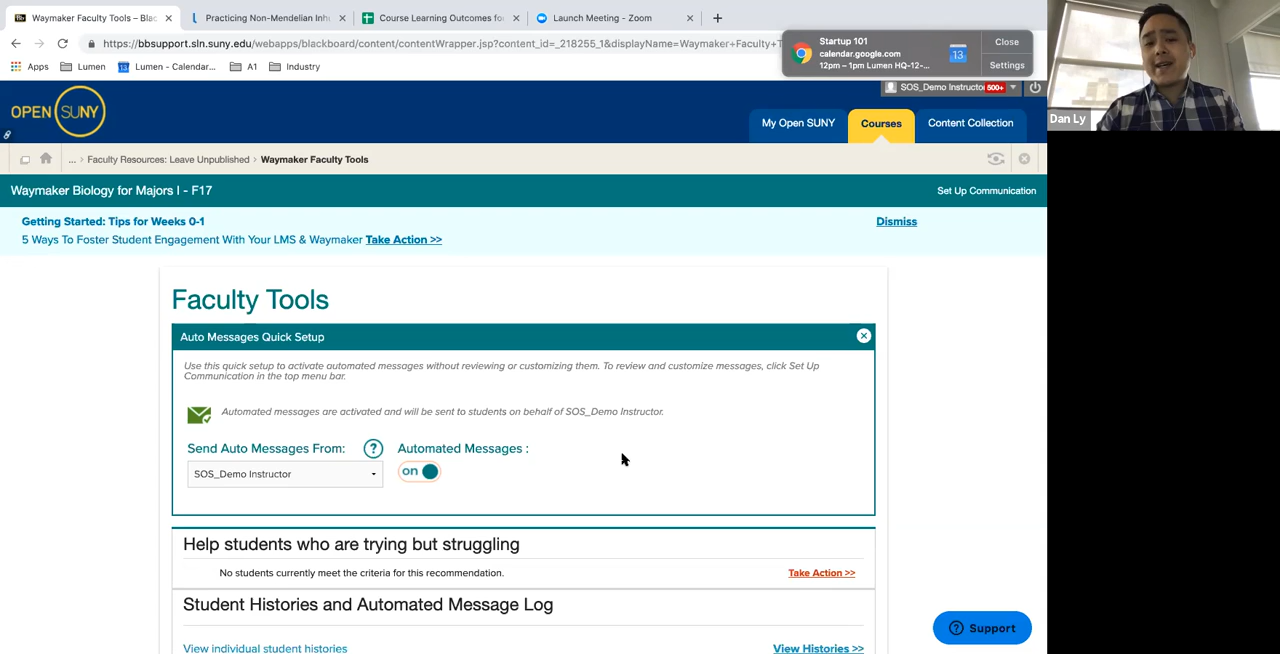 Waymaker Faculty Tools – Blac
Practicing Non-Mendelian Inh
Course Learning Outcomes fo
Launch Meeting - Zoom
https://bbsupport.sln.suny.edu/webapps/blackboard/content/contentWrapper.jsp?content_id=_218255_1&displayName=Waymaker+Faculty+T
Startup 101
calendar.google.com
12pm – 1pm Lumen HQ-12-...
13
Close
Settings
Apps
Lumen
Lumen - Calendar...
A1
Industry
OPEN SUNY
SOS_Demo Instructor 500+
My Open SUNY
Courses
Content Collection
Dan Ly
... > Faculty Resources: Leave Unpublished > Waymaker Faculty Tools
Waymaker Biology for Majors I - F17
Set Up Communication
Getting Started: Tips for Weeks 0-1
Dismiss
5 Ways To Foster Student Engagement With Your LMS & Waymaker Take Action >>
Faculty Tools
Auto Messages Quick Setup
Use this quick setup to activate automated messages without reviewing or customizing them. To review and customize messages, click Set Up
Communication in the top menu bar.
Automated messages are activated and will be sent to students on behalf of SOS_Demo Instructor.
Send Auto Messages From: ?
Automated Messages :
SOS_Demo Instructor
on
Help students who are trying but struggling
No students currently meet the criteria for this recommendation.
Take Action >>
Student Histories and Automated Message Log
View individual student histories
View Histories >>
? Support